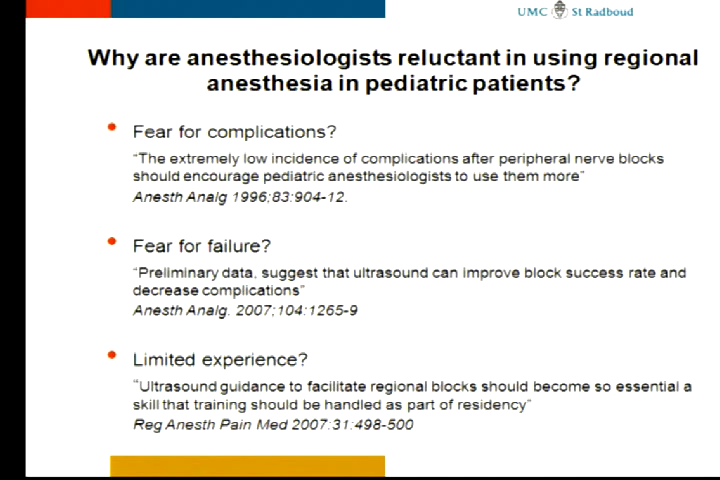 UMC St Radboud
Why are anesthesiologists reluctant in using regional
anesthesia in pediatric patients?
• Fear for complications?
“The extremely low incidence of complications after peripheral nerve blocks
should encourage pediatric anesthesiologists to use them more”
Anesth Analg 1996;83:904-12.
• Fear for failure?
“Preliminary data, suggest that ultrasound can improve block success rate and
decrease complications”
Anesth Analg. 2007;104:1265-9
• Limited experience?
“Ultrasound guidance to facilitate regional blocks should become so essential a
skill that training should be handled as part of residency”
Reg Anesth Pain Med 2007:31:498-500